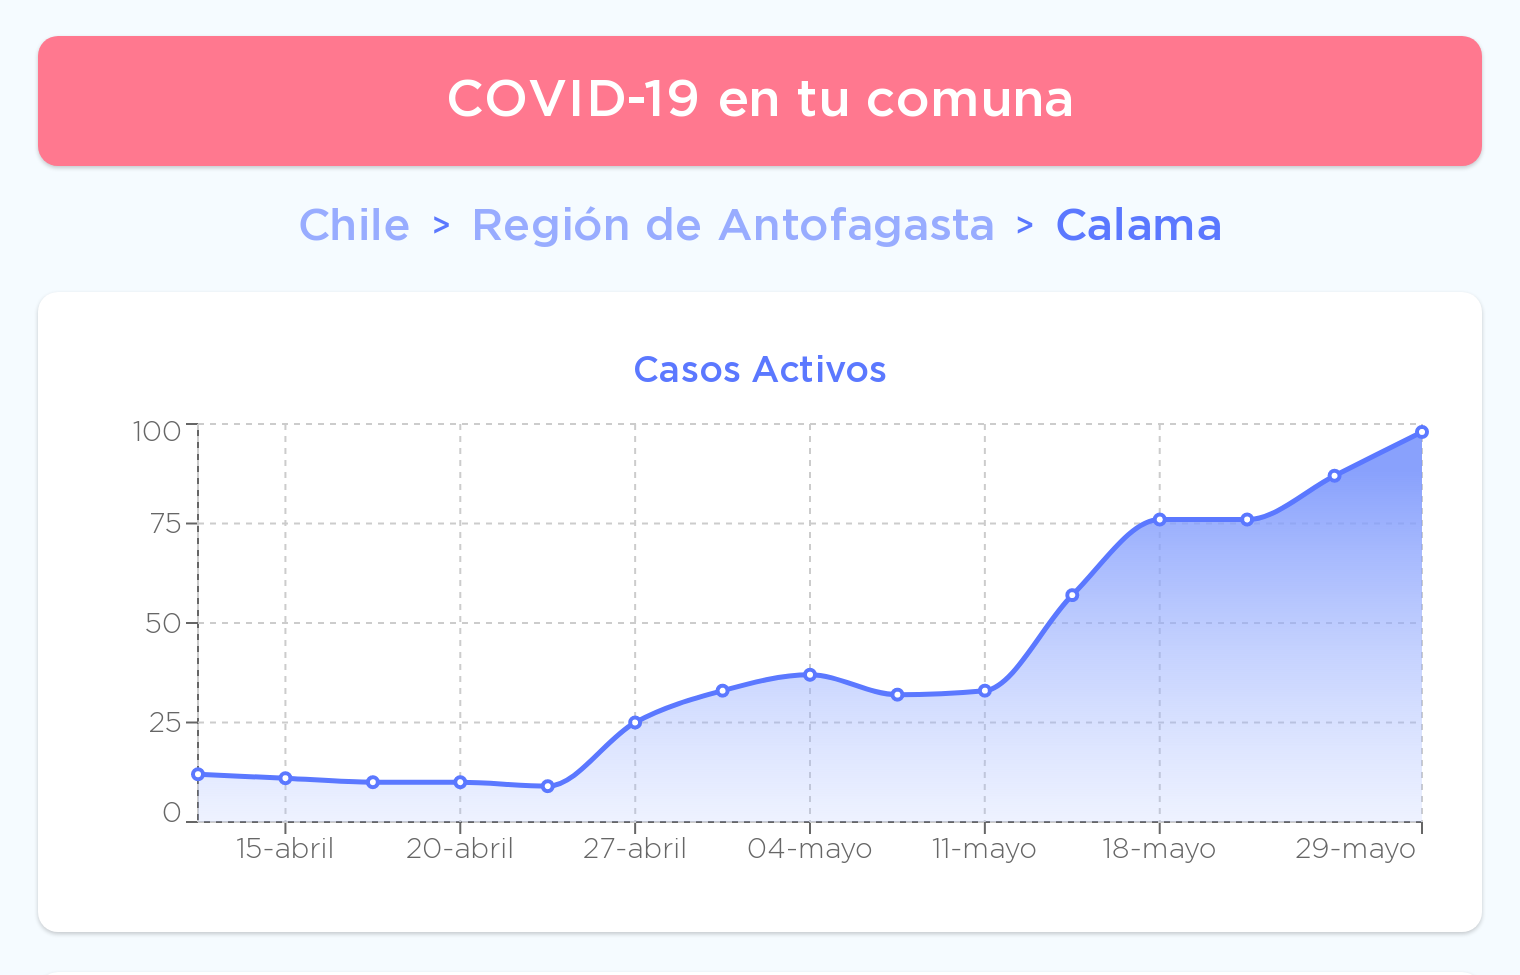 COVID-19 en tu comuna
Chile > Región de Antofagasta > Calama
Casos Activos
100
75
50
25
0
15-abril 20-abril 27-abril 04-mayo 11-mayo 18-mayo 29-mayo